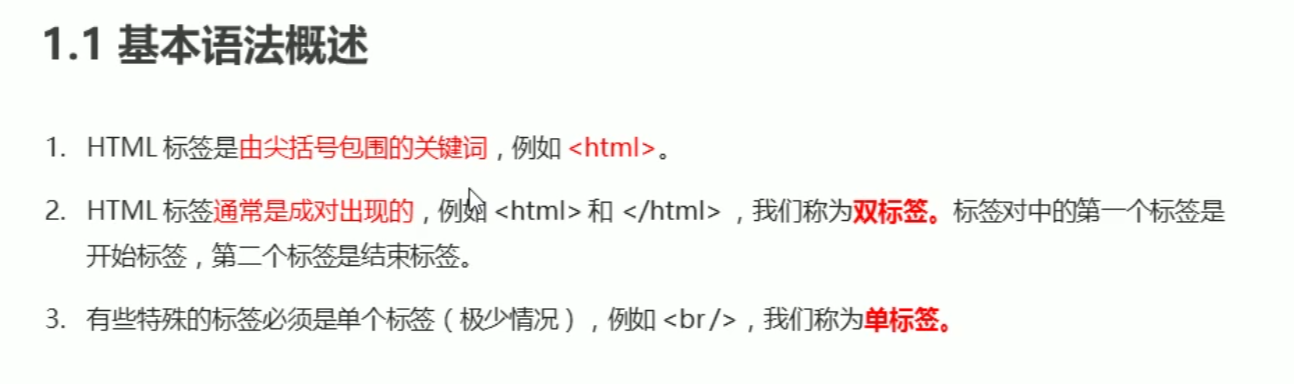 1.1 基本语法概述
1. HTML 标签是由尖括号包围的关键词，例如 <html>。
2. HTML 标签通常是成对出现的，例如 <html> 和 </html> ，我们称为双标签。标签对中的第一个标签是
开始标签，第二个标签是结束标签。
3. 有些特殊的标签必须是单个标签（极少情况），例如 <br />，我们称为单标签。